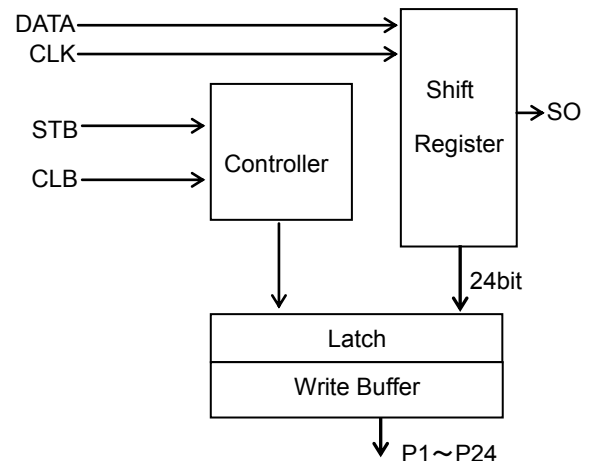 DATA
CLK
STB
CLB
Controller
Shift
Register
SO
24bit
Latch
Write Buffer
P1～P24